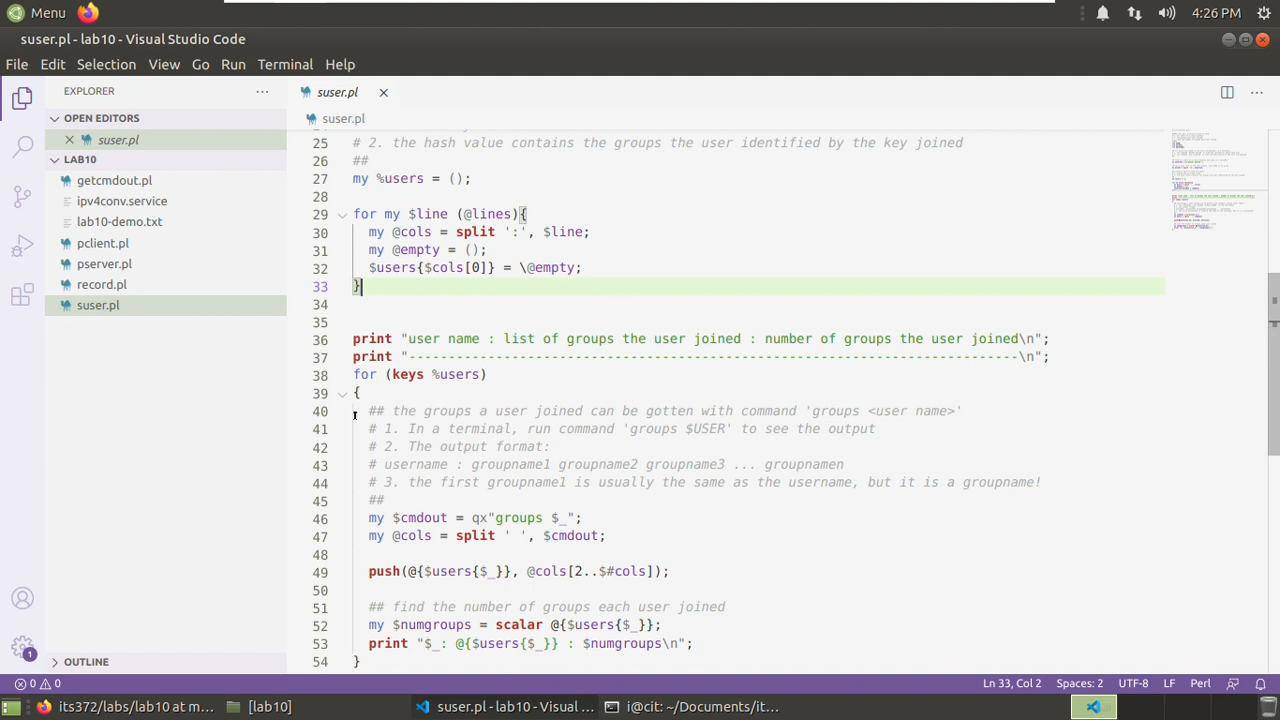 Menu
4:26 PM
suser.pl - lab10 - Visual Studio Code
File Edit Selection View Go Run Terminal Help
EXPLORER
OPEN EDITORS
suser.pl
LAB10
getcmdout.pl
ipv4conv.service
lab10-demo.txt
pclient.pl
pserver.pl
record.pl
suser.pl
OUTLINE
suser.pl
suser.pl
25 # 2. the hash value contains the groups the user identified by the key joined
26 ##
27 my %users = ();
28
29 for my $line (@lines){
30 my @cols = split ':', $line;
31 my @empty = ();
32 $users{$cols[0]} = \@empty;
33 }
34
35
36 print "user name : list of groups the user joined : number of groups the user joined\n";
37 print "-----------------------------------------------------------------------------\n";
38 for (keys %users)
39 {
40 ## the groups a user joined can be gotten with command 'groups <user name>'
41 # 1. In a terminal, run command 'groups $USER' to see the output
42 # 2. The output format:
43 # username : groupname1 groupname2 groupname3 ... groupnamen
44 # 3. the first groupname1 is usually the same as the username, but it is a groupname!
45 ##
46 my $cmdout = qx"groups $_";
47 my @cols = split ' ', $cmdout;
48
49 push(@{$users{$_}}, @cols[2..$#cols]);
50
51 ## find the number of groups each user joined
52 my $numgroups = scalar @{$users{$_}};
53 print "$_: @{$users{$_}} : $numgroups\n";
54 }
1
0 0
Ln 33, Col 2 Spaces: 2 UTF-8 LF Perl
its372/labs/lab10 at m... [lab10] suser.pl - lab10 - Visual ... i@cit: ~/Documents/it...